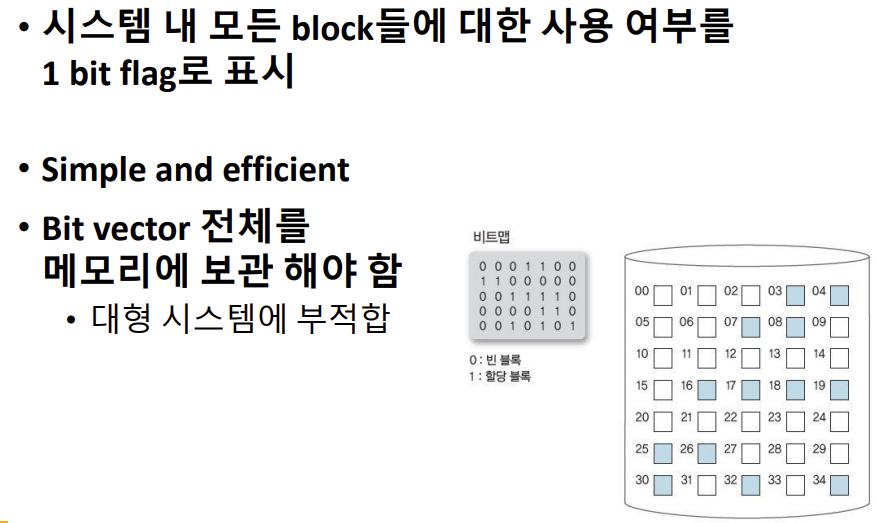 • 시스템 내 모든 block들에 대한 사용 여부를
1 bit flag로 표시
• Simple and efficient
• Bit vector 전체를
메모리에 보관 해야 함
• 대형 시스템에 부적합
비트맵
0 0 0 1 1 0 0
1 1 0 0 0 0 0
0 0 1 1 1 1 0
0 0 0 0 1 1 0
0 0 1 0 1 0 1
0 : 빈 블록
1 : 할당 블록
00 01 02 03 04
05 06 07 08 09
10 11 12 13 14
15 16 17 18 19
20 21 22 23 24
25 26 27 28 29
30 31 32 33 34